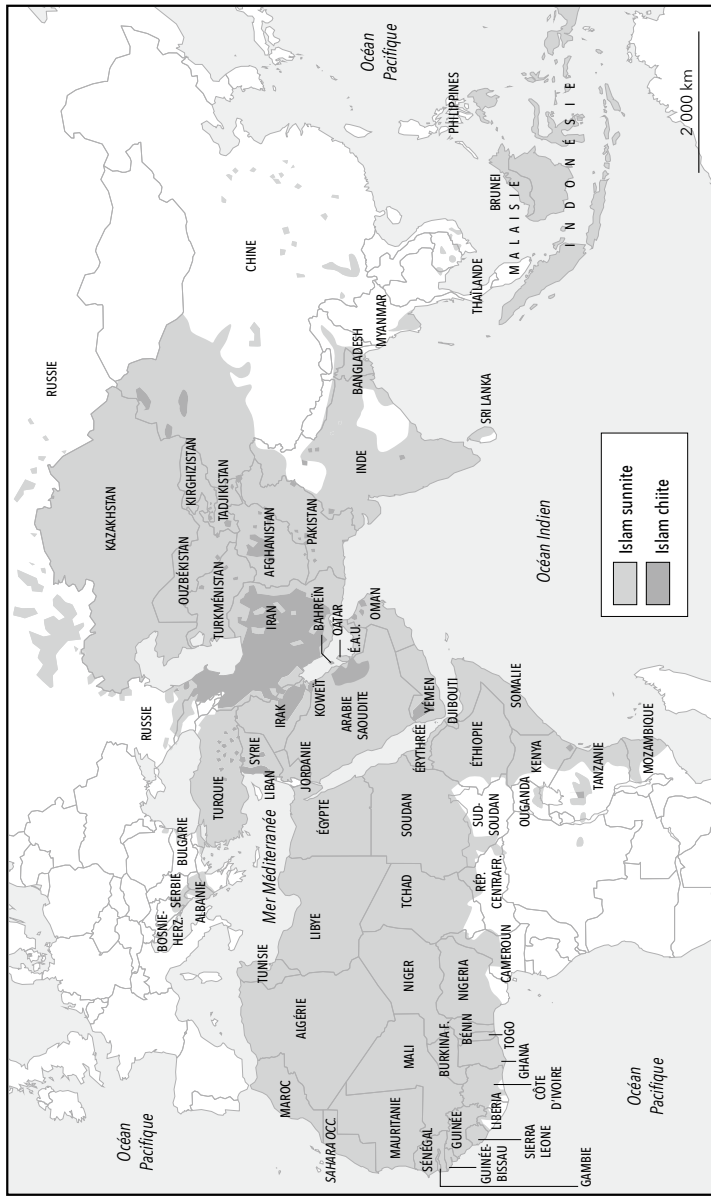 Océan
Pacifique
RUSSIE
RUSSIE
KAZAKHSTAN
OUZBÉKISTAN
KIRGHIZISTAN
TURKMÉNISTAN
TADJIKISTAN
CHINE
Océan
Pacifique
BOSNIE-
HERZ.
SERBIE
BULGARIE
ALBANIE
TURQUIE
Mer Méditerranée
SYRIE
LIBAN
IRAK
IRAN
AFGHANISTAN
PAKISTAN
JORDANIE
KOWEÏT
BAHREÏN
QATAR
É.A.U.
ARABIE
SAOUDITE
OMAN
YÉMEN
INDE
BANGLADESH
MYANMAR
THAÏLANDE
PHILIPPINES
BRUNEI
MALAISIE
INDONÉSIE
SRI LANKA
MAROC
SAHARA OCC.
ALGÉRIE
TUNISIE
LIBYE
ÉGYPTE
MAURITANIE
MALI
NIGER
TCHAD
SOUDAN
ÉRYTHRÉE
DJIBOUTI
SÉNÉGAL
GUINÉE
BURKINA F.
BÉNIN
NIGERIA
CAMEROUN
RÉP.
CENTRAFR.
SUD-
SOUDAN
ÉTHIOPIE
SOMALIE
OUGANDA
KENYA
TANZANIE
MOZAMBIQUE
GAMBIE
GUINÉE-
BISSAU
SIERRA
LEONE
LIBERIA
CÔTE
D'IVOIRE
GHANA
TOGO
Océan
Pacifique
Océan Indien
Islam sunnite
Islam chiite
2 000 km